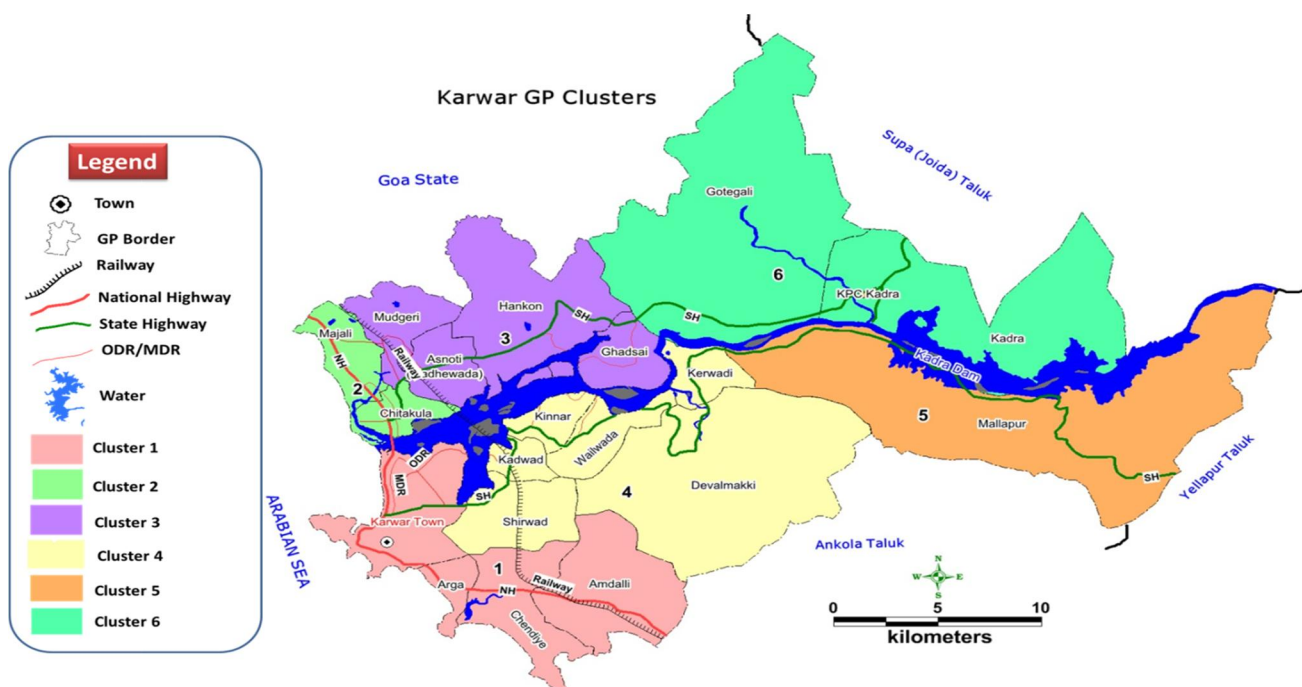 Karwar GP Clusters
Legend
Town
GP Border
Railway
National Highway
State Highway
ODR/MDR
Water
Cluster 1
Cluster 2
Cluster 3
Cluster 4
Cluster 5
Cluster 6
Goa State
Supa (Joida) Taluk
Gotegali
6
KPC Kadra
Hankon
SH
SH
SH
3
Mudgeri
Majali
Asnoti
Railway
NH
2
Ghadsai
Kadra
Kerwadi
Kadra Dam
Chitakula
Kinnar
5
Mallapur
Wailwada
Kadwad
ODR
MDR
SH
4
Devalmakki
SH
Yellapur Taluk
ARABIAN SEA
Karwar Town
Shirwad
Ankola Taluk
1
Arga
NH
Railway
Amdalli
Chendiye
N
W E
S
0 5 10
kilometers